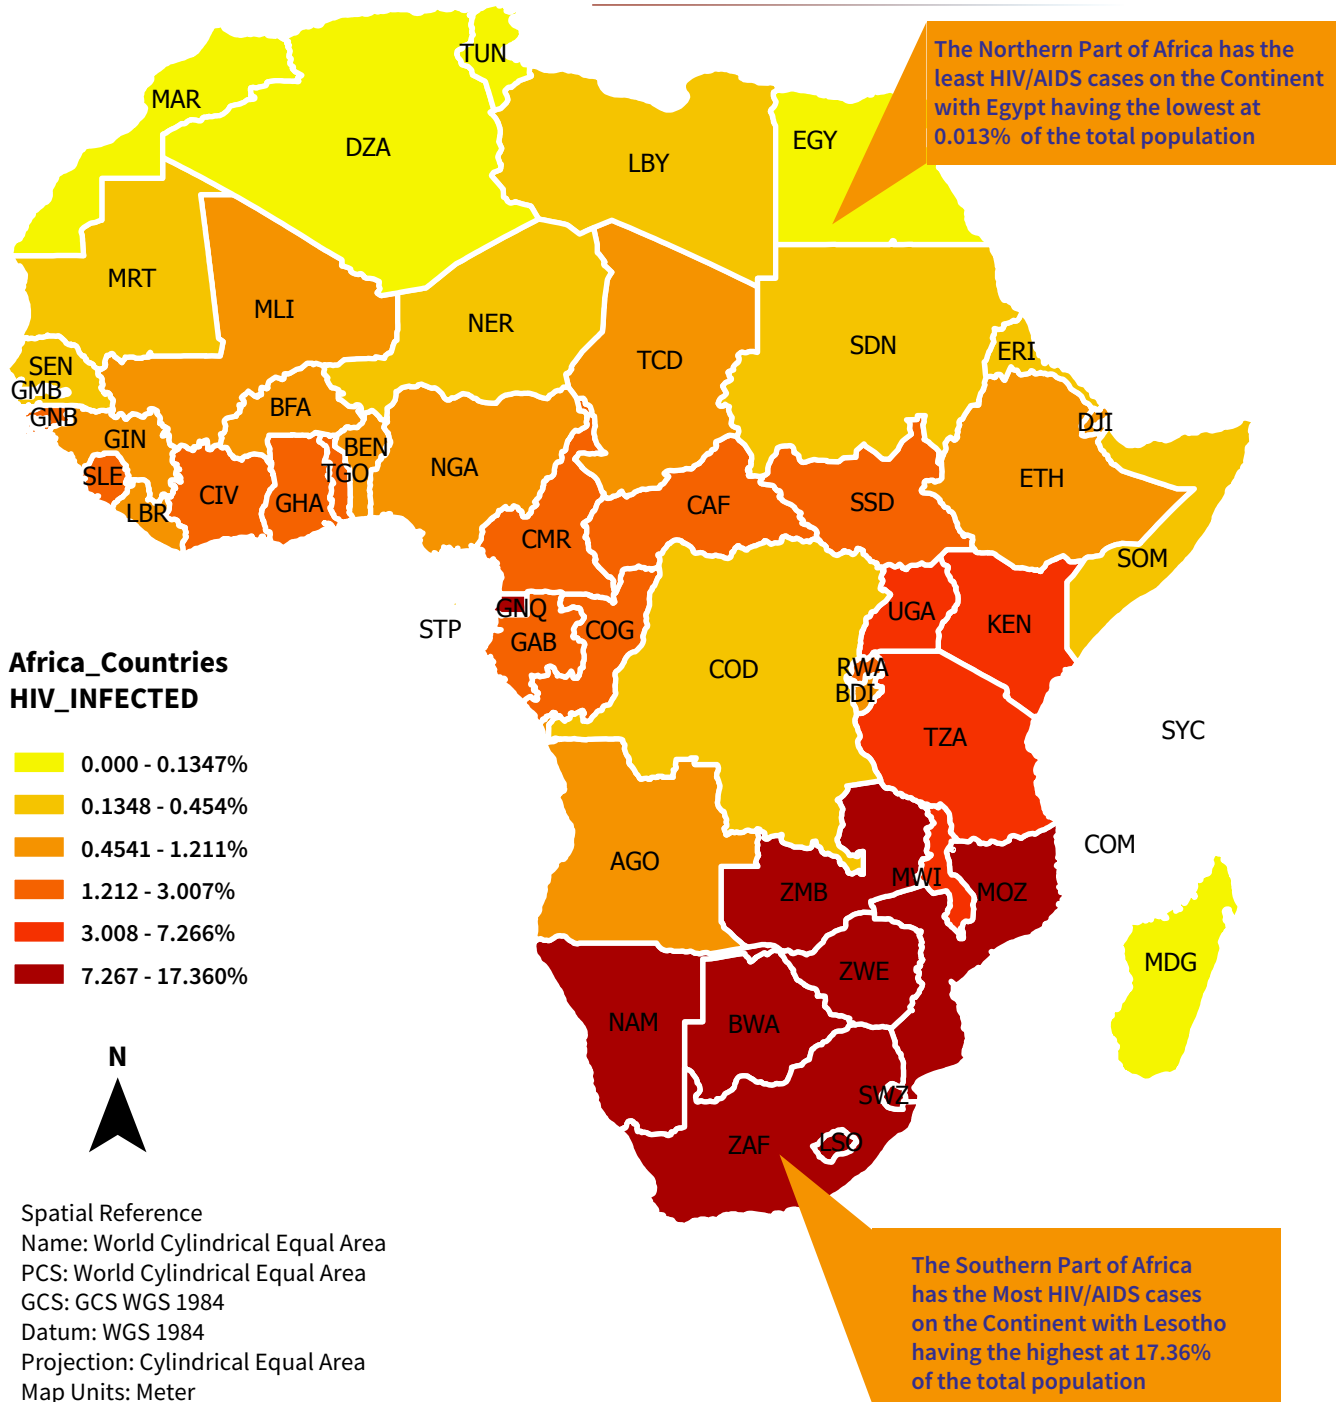 The Northern Part of Africa has the
least HIV/AIDS cases on the Continent
with Egypt having the lowest at
0.013% of the total population
TUN
MAR
DZA
LBY
EGY
MRT
MLI
NER
TCD
SDN
ERI
SEN
GMB
GNB
GIN
BFA
BEN
NGA
DJI
SLE
LBR
CIV
GHA
TGO
CMR
CAF
SSD
ETH
SOM
GNQ
STP
GAB
COG
COD
UGA
KEN
RWA
BDI
TZA
SYC
COM
AGO
ZMB
MWI
MOZ
MDG
NAM
BWA
ZWE
SWZ
ZAF
LSO
Africa_Countries
HIV_INFECTED
0.000 - 0.1347%
0.1348 - 0.454%
0.4541 - 1.211%
1.212 - 3.007%
3.008 - 7.266%
7.267 - 17.360%
N
Spatial Reference
Name: World Cylindrical Equal Area
PCS: World Cylindrical Equal Area
GCS: GCS WGS 1984
Datum: WGS 1984
Projection: Cylindrical Equal Area
Map Units: Meter
The Southern Part of Africa
has the Most HIV/AIDS cases
on the Continent with Lesotho
having the highest at 17.36%
of the total population